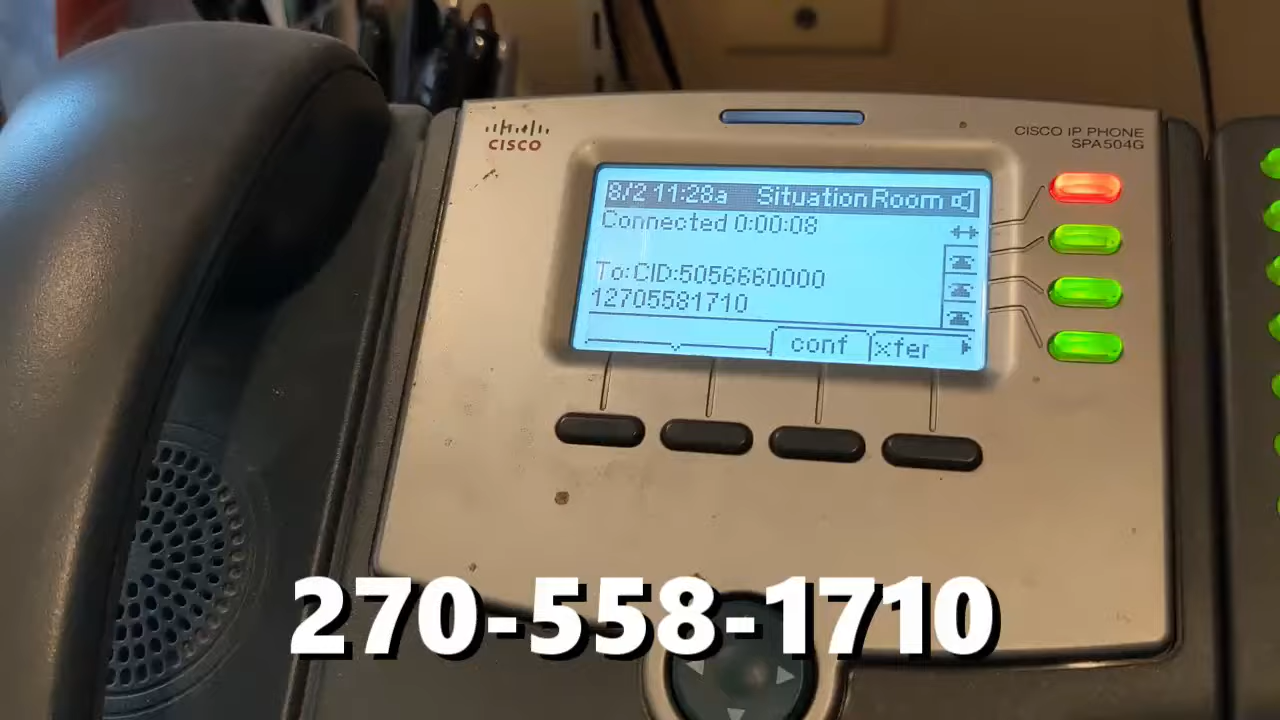 CISCO
CISCO IP PHONE
SPA504G
8/2 11:28a Situation Room
Connected 0:00:08
To:CID:5056660000
12705581710
conf xfer
270-558-1710